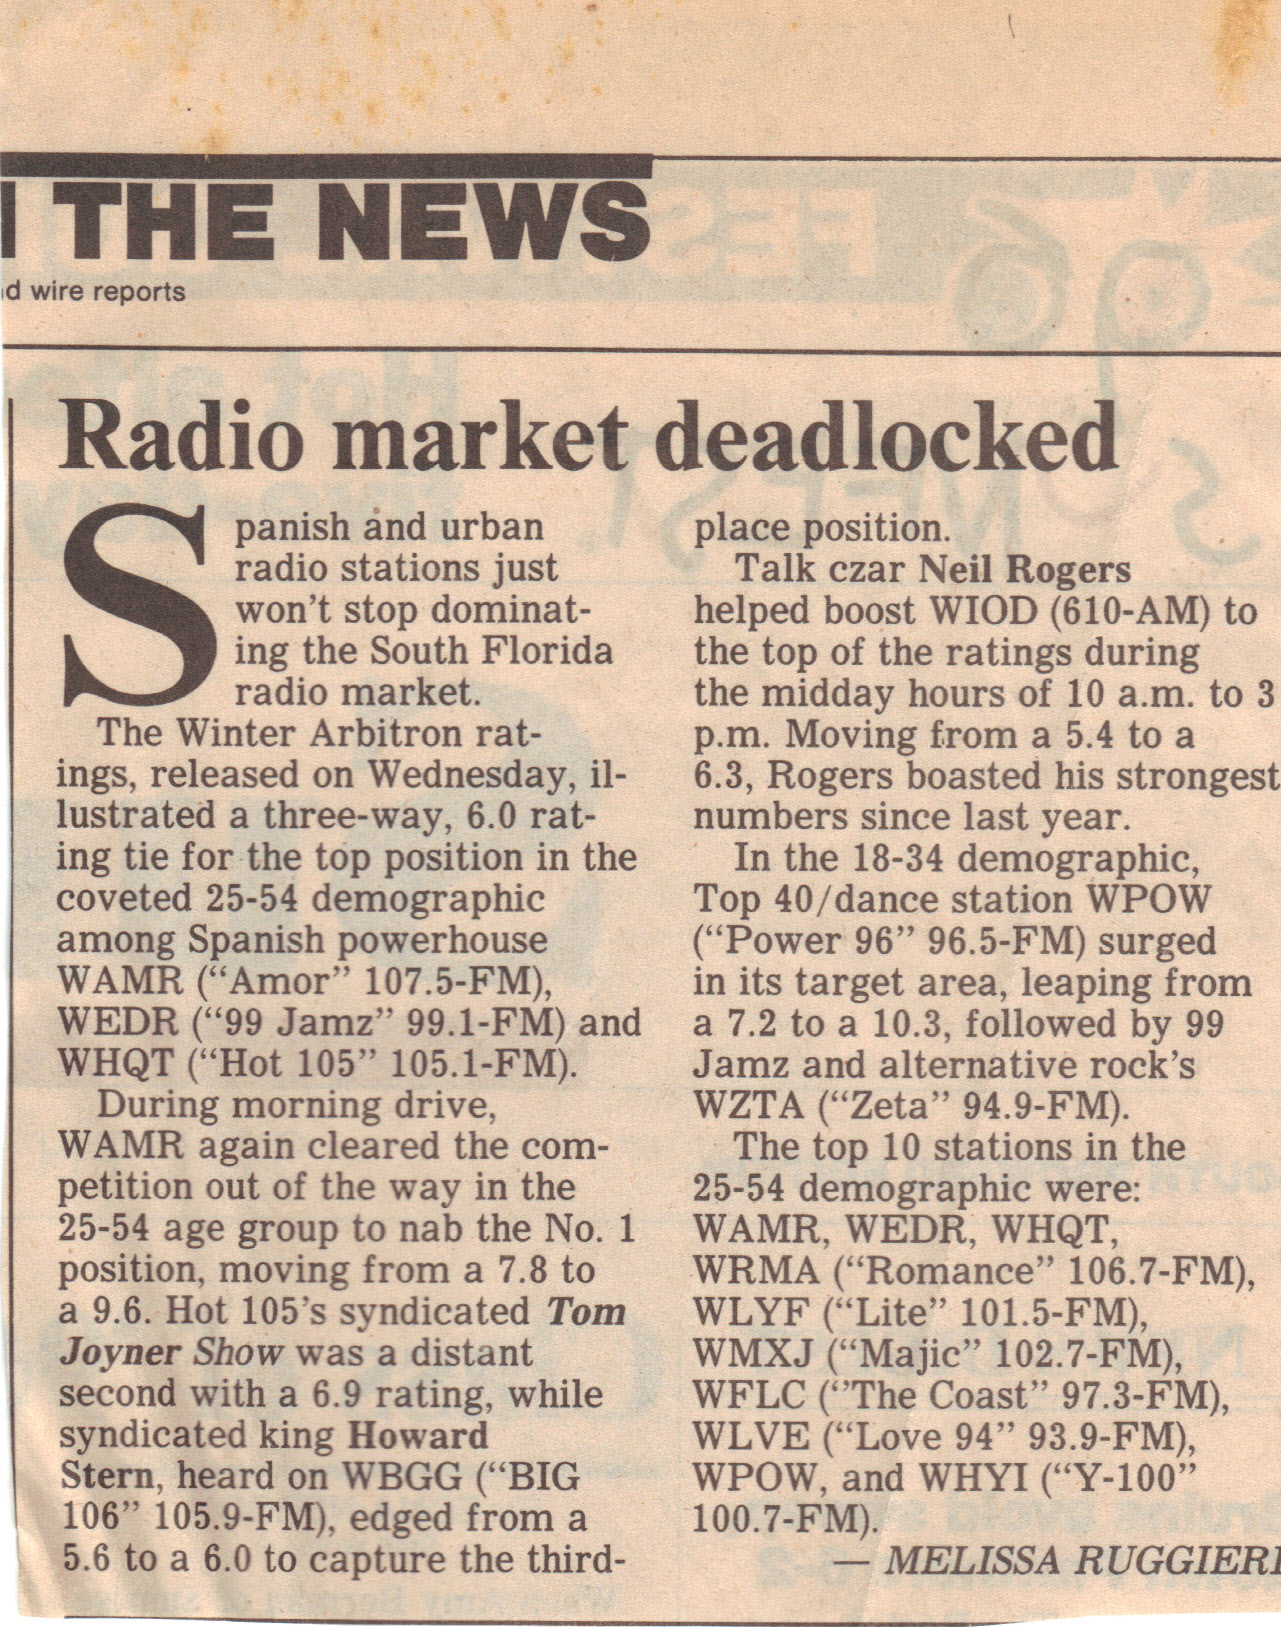 THE NEWS
wire reports
Radio market deadlocked
Spanish and urban
radio stations just
won't stop dominat-
ing the South Florida
radio market.
The Winter Arbitron rat-
ings, released on Wednesday, il-
lustrated a three-way, 6.0 rat-
ing tie for the top position in the
coveted 25-54 demographic
among Spanish powerhouse
WAMR (“Amor” 107.5-FM),
WEDR (“99 Jamz” 99.1-FM) and
WHQT (“Hot 105” 105.1-FM).
During morning drive,
WAMR again cleared the com-
petition out of the way in the
25-54 age group to nab the No. 1
position, moving from a 7.8 to
a 9.6. Hot 105's syndicated Tom
Joyner Show was a distant
second with a 6.9 rating, while
syndicated king Howard
Stern, heard on WBGG (“BIG
106” 105.9-FM), edged from a
5.6 to a 6.0 to capture the third-
place position.
Talk czar Neil Rogers
helped boost WIOD (610-AM) to
the top of the ratings during
the midday hours of 10 a.m. to 3
p.m. Moving from a 5.4 to a
6.3, Rogers boasted his strongest
numbers since last year.
In the 18-34 demographic,
Top 40/dance station WPOW
(“Power 96” 96.5-FM) surged
in its target area, leaping from
a 7.2 to a 10.3, followed by 99
Jamz and alternative rock's
WZTA (“Zeta” 94.9-FM).
The top 10 stations in the
25-54 demographic were:
WAMR, WEDR, WHQT,
WRMA (“Romance” 106.7-FM),
WLYF (“Lite” 101.5-FM),
WMXJ (“Majic” 102.7-FM),
WFLC (‘'The Coast” 97.3-FM),
WLVE (“Love 94” 93.9-FM),
WPOW, and WHYI (“Y-100”
100.7-FM).
— MELISSA RUGGIERI